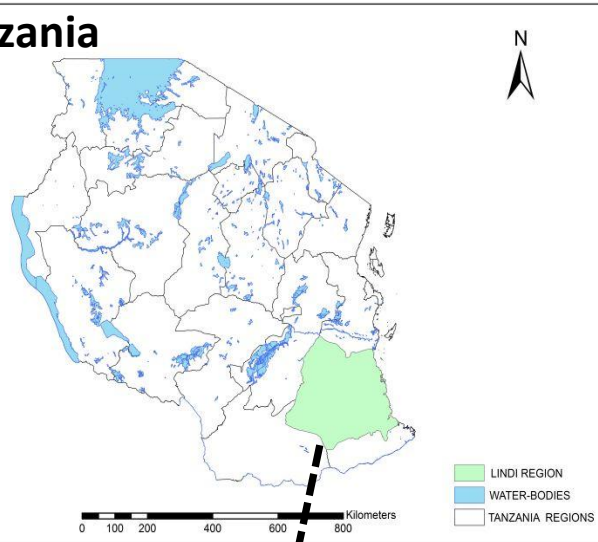 zania
N
LINDI REGION
WATER-BODIES
TANZANIA REGIONS
Kilometers
0 100 200 400 600 800